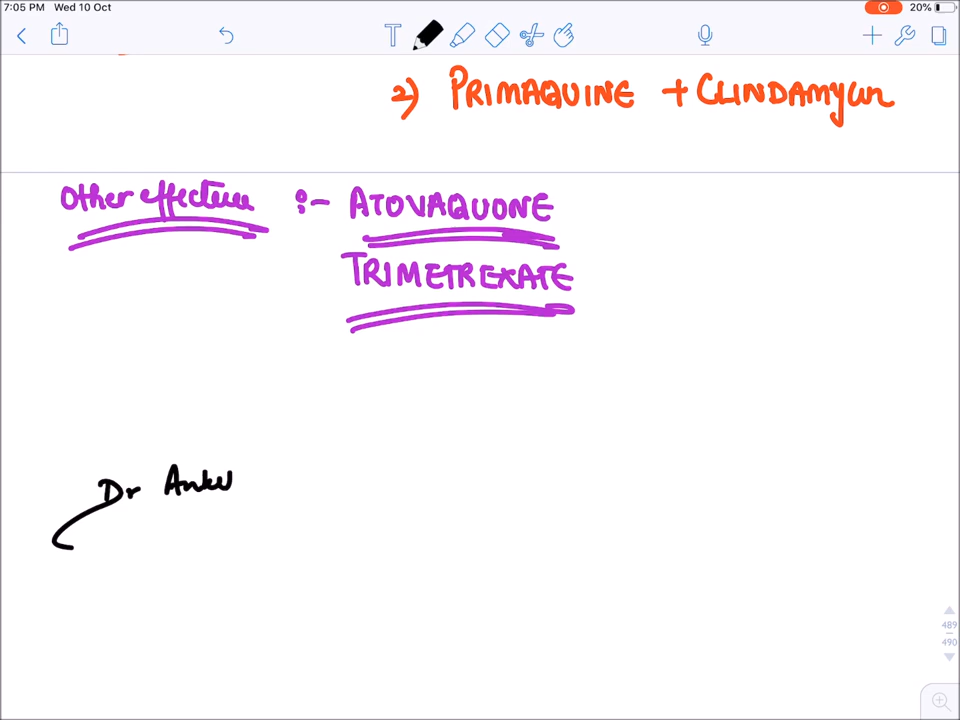 7:05 PM Wed 10 Oct 20%
T
2) PRIMAQUINE + CLINDAMYCIN
Other effective :- ATOVAQUONE
TRIMETREXATE
Dr
489
490